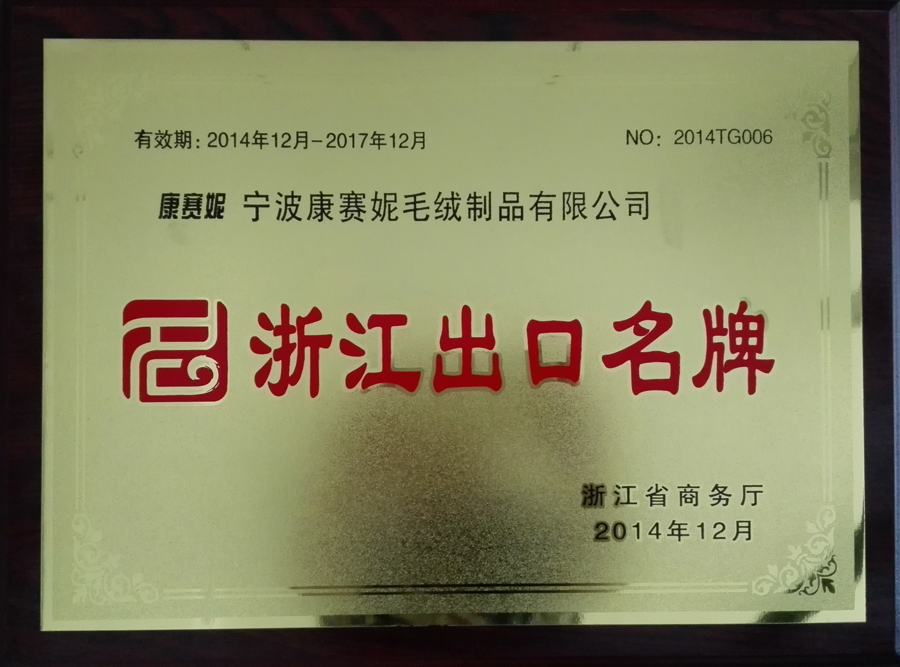 有效期：2014年12月-2017年12月 NO：2014TG006
康赛妮 宁波康赛妮毛绒制品有限公司
浙江出口名牌
浙江省商务厅
2014年12月